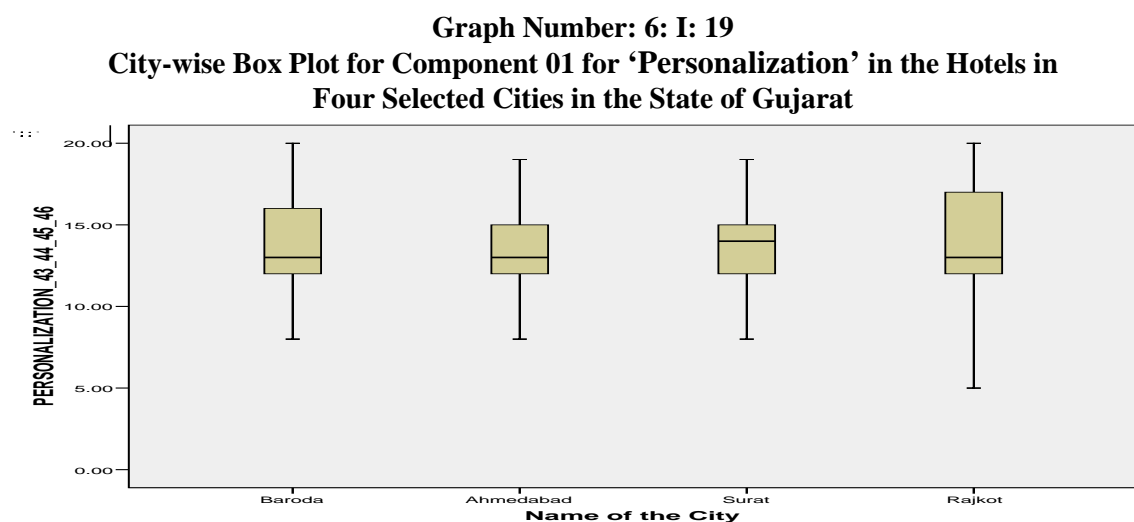 Graph Number: 6: I: 19
City-wise Box Plot for Component 01 for ‘Personalization’ in the Hotels in
Four Selected Cities in the State of Gujarat
PERSONALIZATION_43_44_45_46
20.00
15.00
10.00
5.00
0.00
Baroda Ahmedabad Surat Rajkot
Name of the City